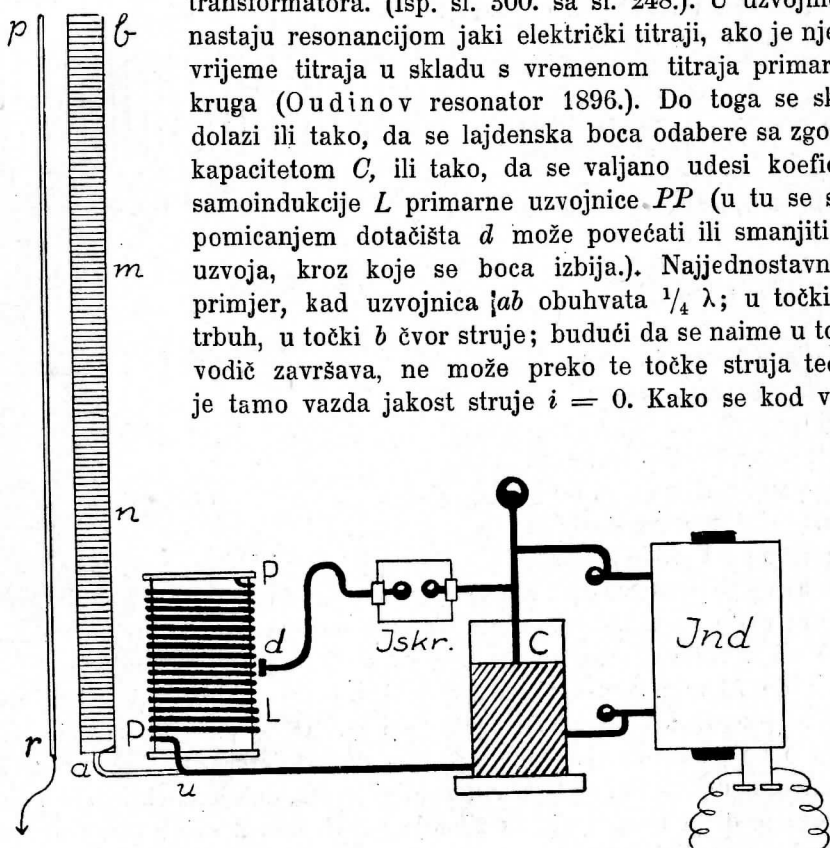 transformatora. (Isp. sl. 300. sa sl. 248.). U uzvojnic
nastaju resonancijom jaki električki titraji, ako je nje
vrijeme titraja u skladu s vremenom titraja primar
kruga (Oudinov resonator 1896.). Do toga se sk
dolazi ili tako, da se lajdenska boca odabere sa zgo
kapacitetom C, ili tako, da se valjano udesi koefic
samoindukcije L primarne uzvojnice PP (u tu se s
pomicanjem dotačišta d može povećati ili smanjiti
uzvoja, kroz koje se boca izbija.). Najjednostavn
primjer, kad uzvojnica ab obuhvata ¹/₄ λ; u točki
trbuh, u točki b čvor struje; budući da se naime u to
vodič završava, ne može preko te točke struja teć
je tamo vazda jakost struje i = 0. Kako se kod v
p
b
m
n
p
d
Jskr.
C
Jnd
L
p
r
a
u